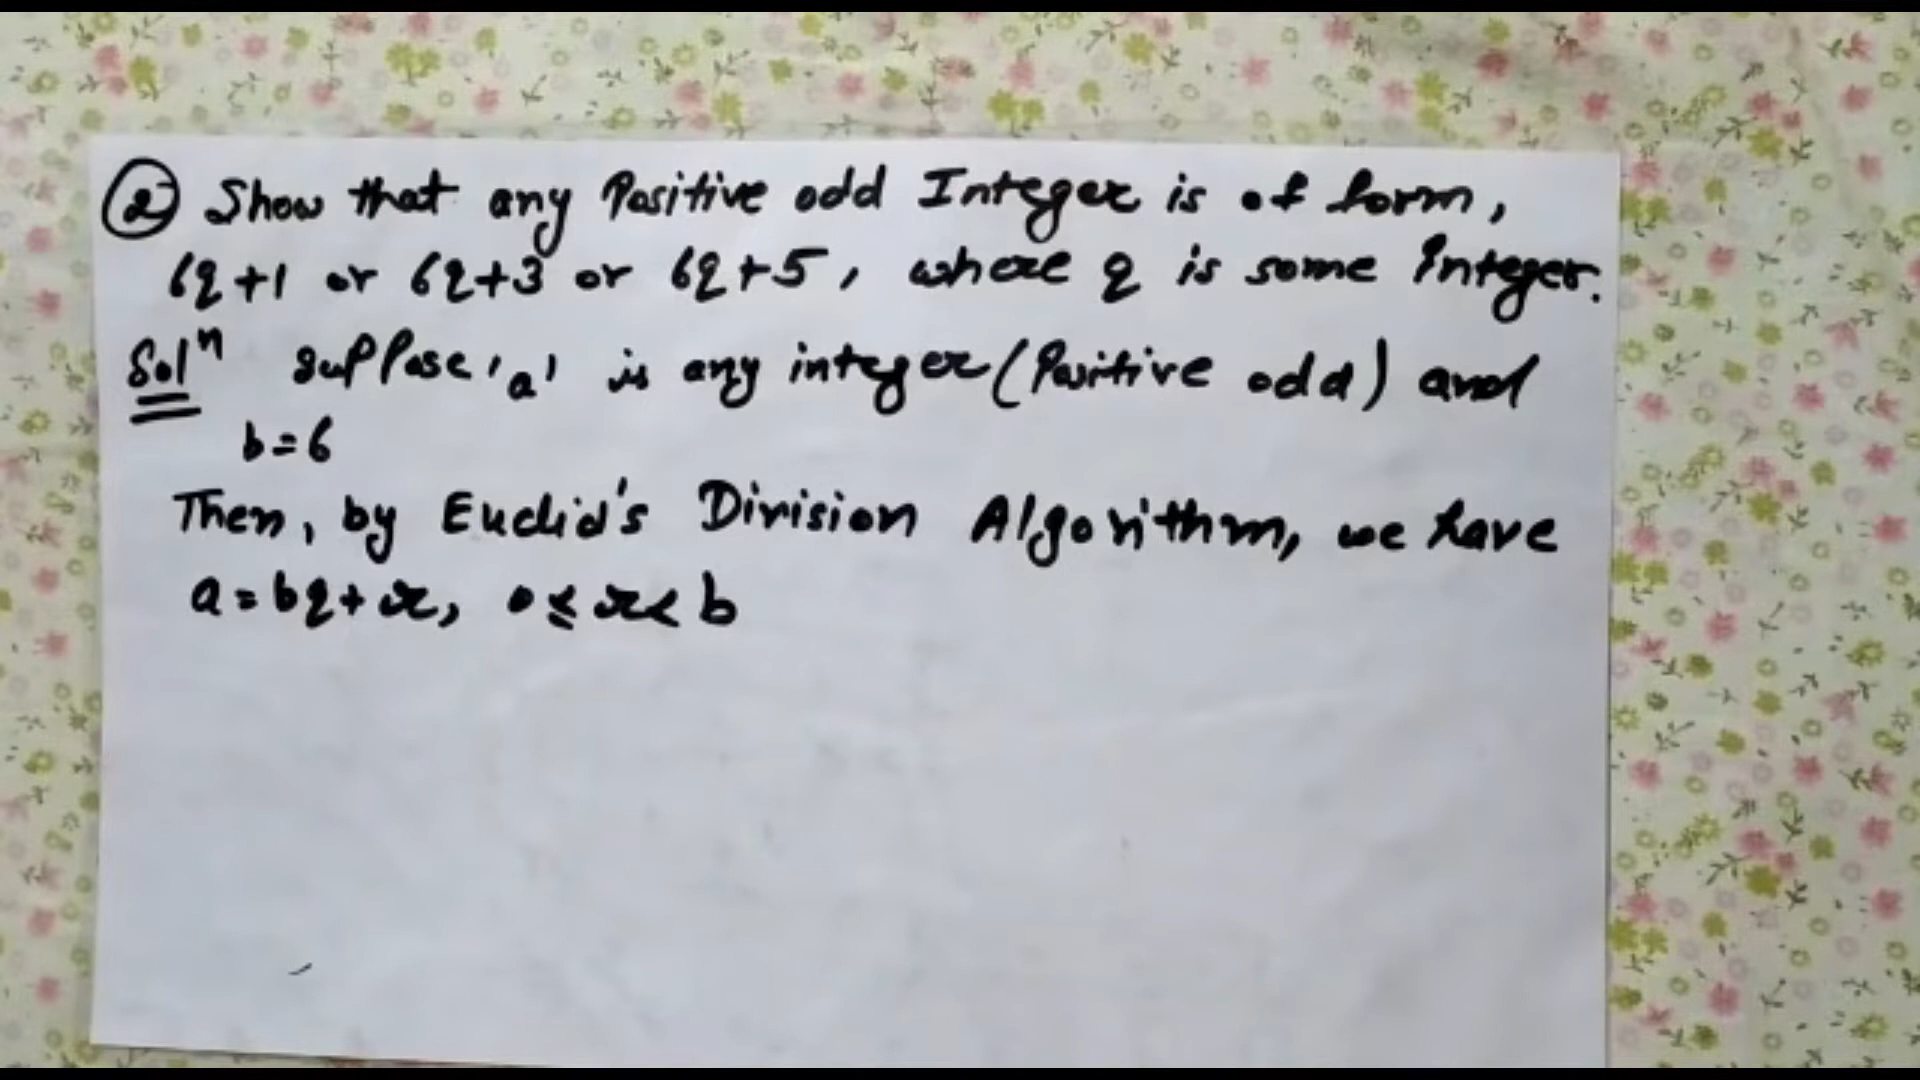 ② Show that any Positive odd Integer is of form,
6q+1 or 6q+3 or 6q+5, where q is some Integer.
Solⁿ suppose 'a' is any integer (Positive odd) and
b=6
Then, by Euclid's Division Algorithm, we have
a=bq+r, 0≤r<b